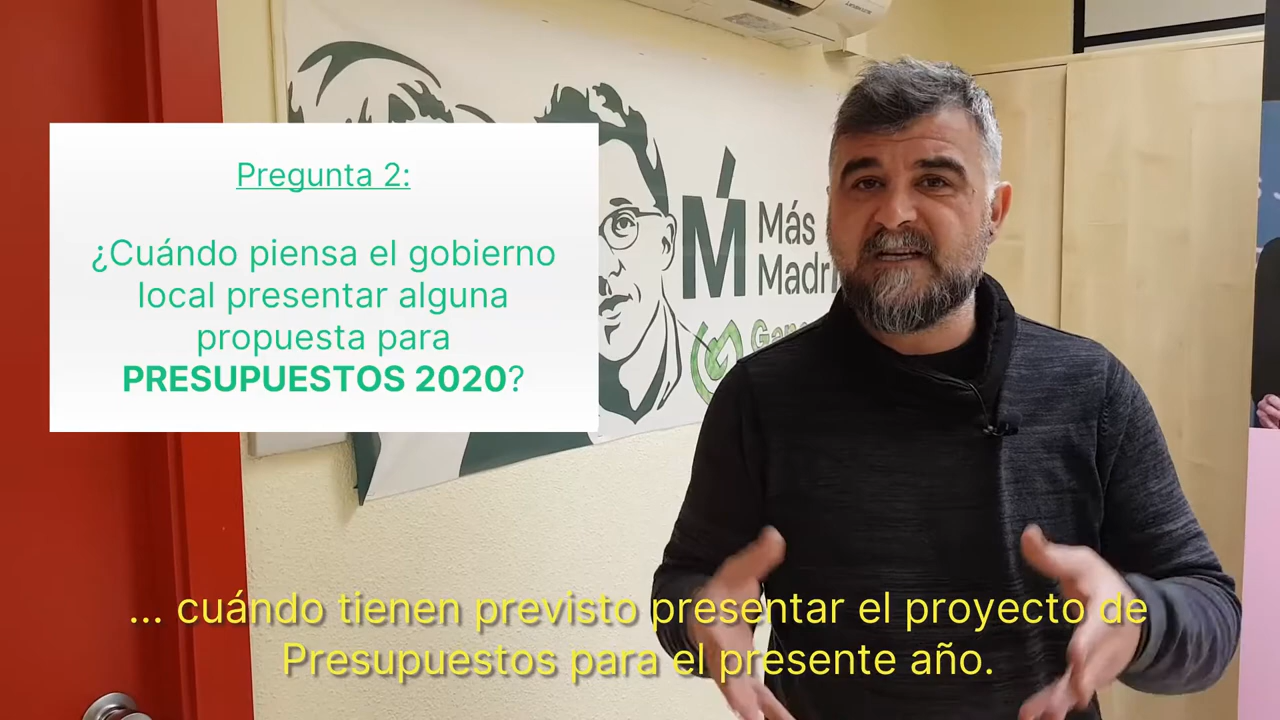 Pregunta 2:
¿Cuándo piensa el gobierno
local presentar alguna
propuesta para
PRESUPUESTOS 2020?
Ḿ Más
Madri
... cuándo tienen previsto presentar el proyecto de
Presupuestos para el presente año.